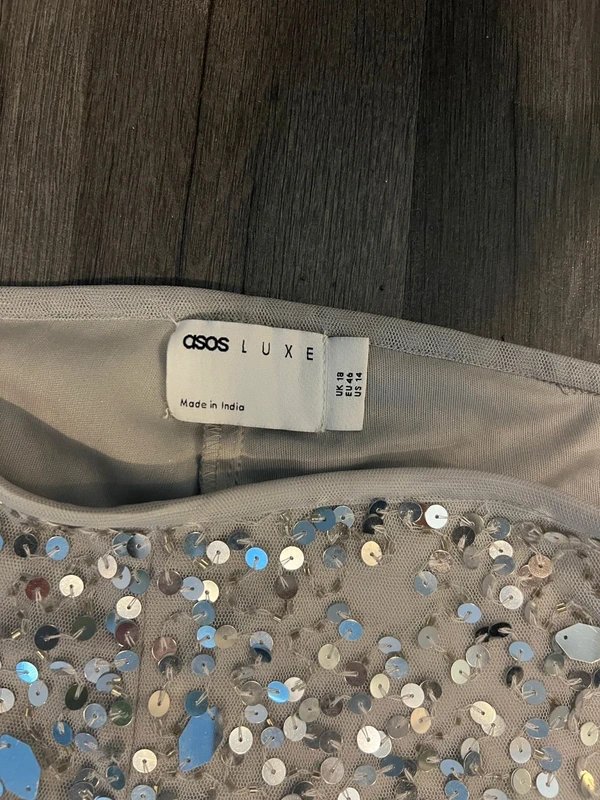 asos LUXE
Made in India
UK 18
EU 46
US 14